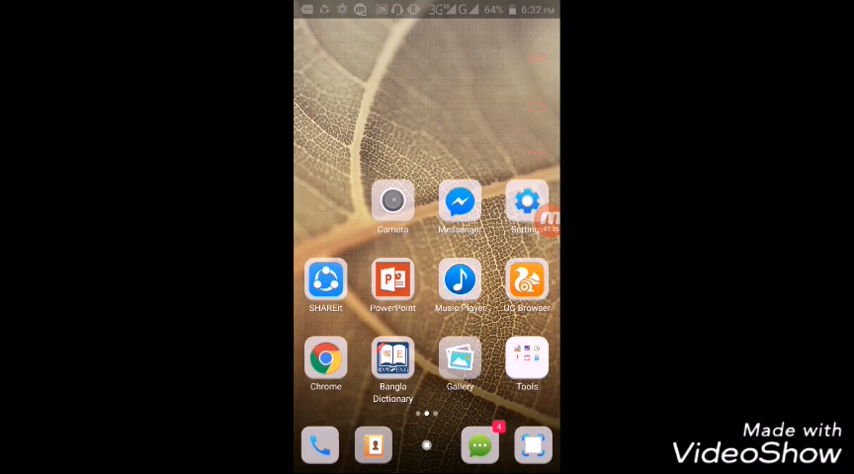 3G G 64% 6:32 PM
Camera Messenger
SHAREit PowerPoint Music Player UC Browser
Chrome Bangla Dictionary Gallery Tools
4
Made with
VideoShow